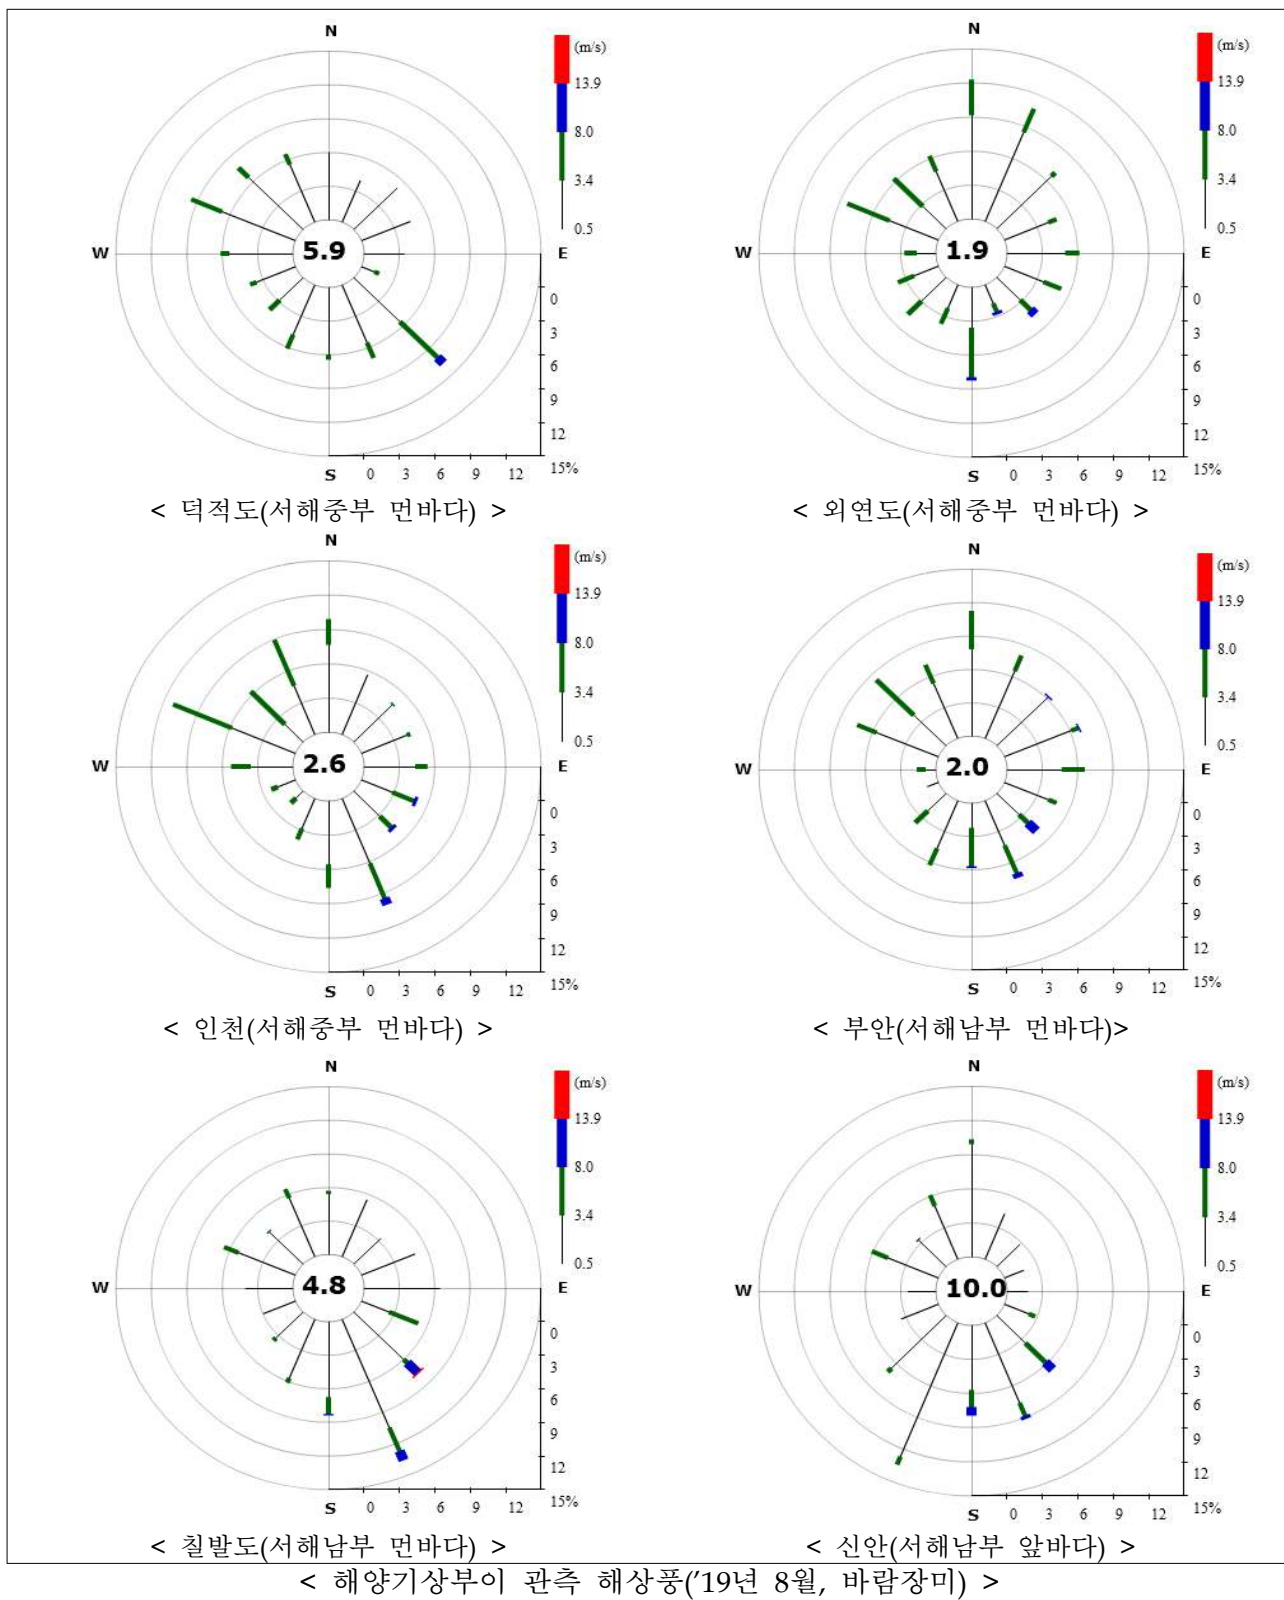 N
(m/s)
13.9
8.0
3.4
0.5
W
5.9
E
0
3
6
9
12
15%
S
0
3
6
9
12
< 덕적도(서해중부 먼바다) >
N
(m/s)
13.9
8.0
3.4
0.5
W
1.9
E
0
3
6
9
12
15%
S
0
3
6
9
12
< 외연도(서해중부 먼바다) >
N
(m/s)
13.9
8.0
3.4
0.5
W
2.6
E
0
3
6
9
12
15%
S
0
3
6
9
12
< 인천(서해중부 먼바다) >
N
(m/s)
13.9
8.0
3.4
0.5
W
2.0
E
0
3
6
9
12
15%
S
0
3
6
9
12
< 부안(서해남부 먼바다)>
N
(m/s)
13.9
8.0
3.4
0.5
W
4.8
E
0
3
6
9
12
15%
S
0
3
6
9
12
< 칠발도(서해남부 먼바다) >
N
(m/s)
13.9
8.0
3.4
0.5
W
10.0
E
0
3
6
9
12
15%
S
0
3
6
9
12
< 신안(서해남부 앞바다) >
< 해양기상부이 관측 해상풍('19년 8월, 바람장미) >